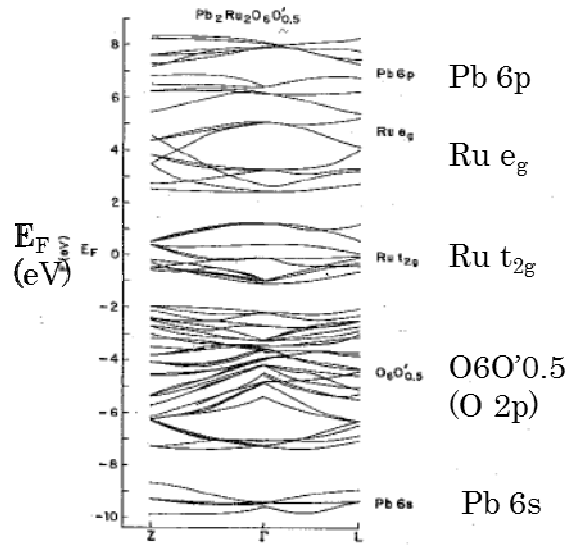 Pb2Ru2O6O'0.5
8
6
4
2
0
-2
-4
-6
-8
-10
EF
(eV)
EF
Pb 6p
Ru eg
Ru t2g
O6O'0.5
Pb 6s
Pb 6p
Ru eg
Ru t2g
O6O’0.5
(O 2p)
Pb 6s
Z
Γ
L